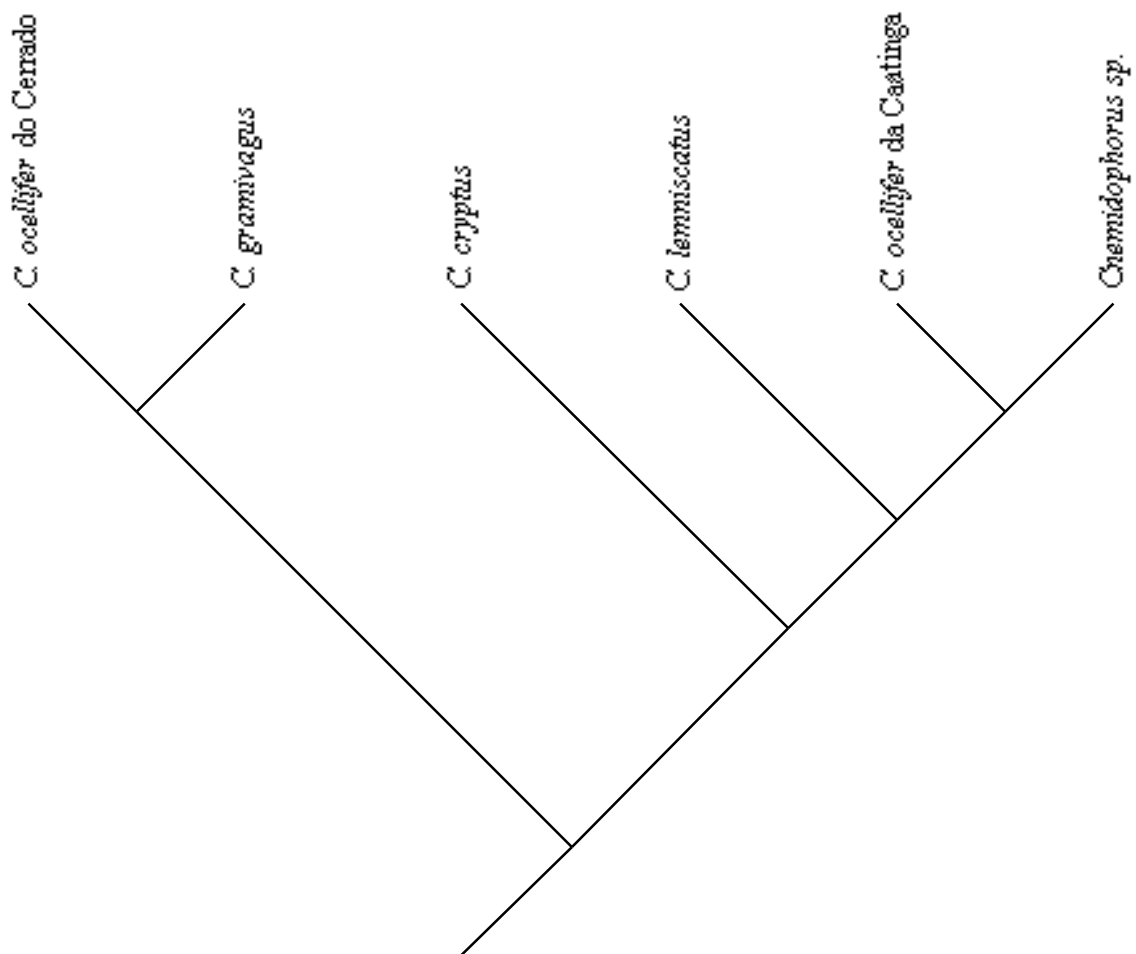 C. ocellifer do Cerrado
C. gramivagus
C. cryptus
C. lemniscatus
C. ocellifer da Caatinga
Cnemidophorus sp.